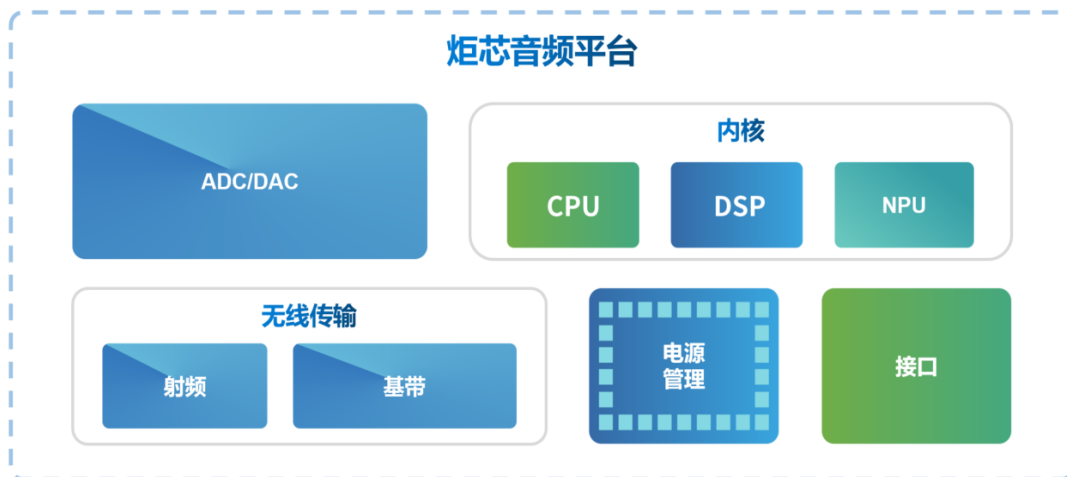 炬芯音频平台
ADC/DAC
内核
CPU
DSP
NPU
无线传输
射频
基带
电源
管理
接口